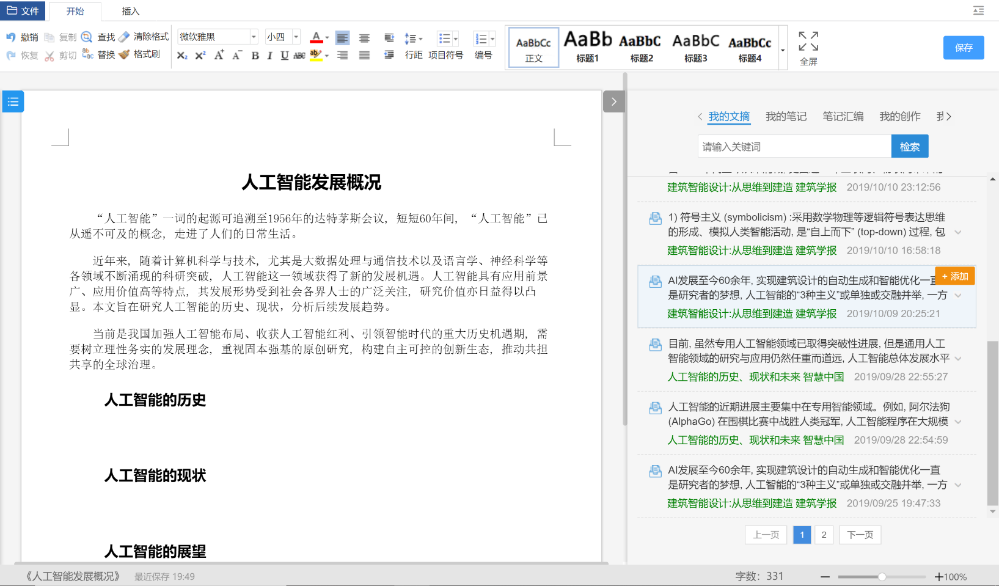 文件 开始 插入
撤销 复制 查找 清除格式 微软雅黑 小四
恢复 剪切 替换 格式刷 行距 项目符号 编号
AaBbCc AaBb AaBbC AaBbC AaBbCc
正文 标题1 标题2 标题3 标题4
全屏
保存
人工智能发展概况
“人工智能”一词的起源可追溯至1956年的达特茅斯会议，短短60年间，“人工智能”已
从遥不可及的概念，走进了人们的日常生活。
近年来，随着计算机科学与技术，尤其是大数据处理与通信技术以及语言学、神经科学等
各领域不断涌现的科研突破，人工智能这一领域获得了新的发展机遇。人工智能具有应用前景
广、应用价值高等特点，其发展形势受到社会各界人士的广泛关注，研究价值亦日益得以凸
显。本文旨在研究人工智能的历史、现状，分析后续发展趋势。
当前是我国加强人工智能布局、收获人工智能红利、引领智能时代的重大历史机遇期，需
要树立理性务实的发展理念，重视固本强基的原创研究，构建自主可控的创新生态，推动共担
共享的全球治理。
人工智能的历史
人工智能的现状
人工智能的展望
我的文摘 我的笔记 笔记汇编 我的创作
请输入关键词 检索
建筑智能设计:从思维到建造 建筑学报 2019/10/10 23:12:56
1) 符号主义 (symbolicism) :采用数学物理等逻辑符号表达思维
的形成、模拟人类智能活动, 是“自上而下” (top-down) 过程, 包
建筑智能设计:从思维到建造 建筑学报 2019/10/10 16:58:18
+ 添加
AI发展至今60余年, 实现建筑设计的自动生成和智能优化一直
是研究者的梦想, 人工智能的“3种主义”或单独或交融并举, 一方
建筑智能设计:从思维到建造 建筑学报 2019/10/09 20:25:21
目前, 虽然专用人工智能领域已取得突破性进展, 但是通用人工
智能领域的研究与应用仍然任重而道远, 人工智能总体发展水平
人工智能的历史、现状和未来 智慧中国 2019/09/28 22:55:27
人工智能的近期进展主要集中在专用智能领域。例如, 阿尔法狗
(AlphaGo) 在围棋比赛中战胜人类冠军, 人工智能程序在大规模
人工智能的历史、现状和未来 智慧中国 2019/09/28 22:54:59
AI发展至今60余年, 实现建筑设计的自动生成和智能优化一直
是研究者的梦想, 人工智能的“3种主义”或单独或交融并举, 一方
建筑智能设计:从思维到建造 建筑学报 2019/09/25 19:47:33
上一页 1 2 下一页
《人工智能发展概况》 最近保存 19:49 字数：331 100%